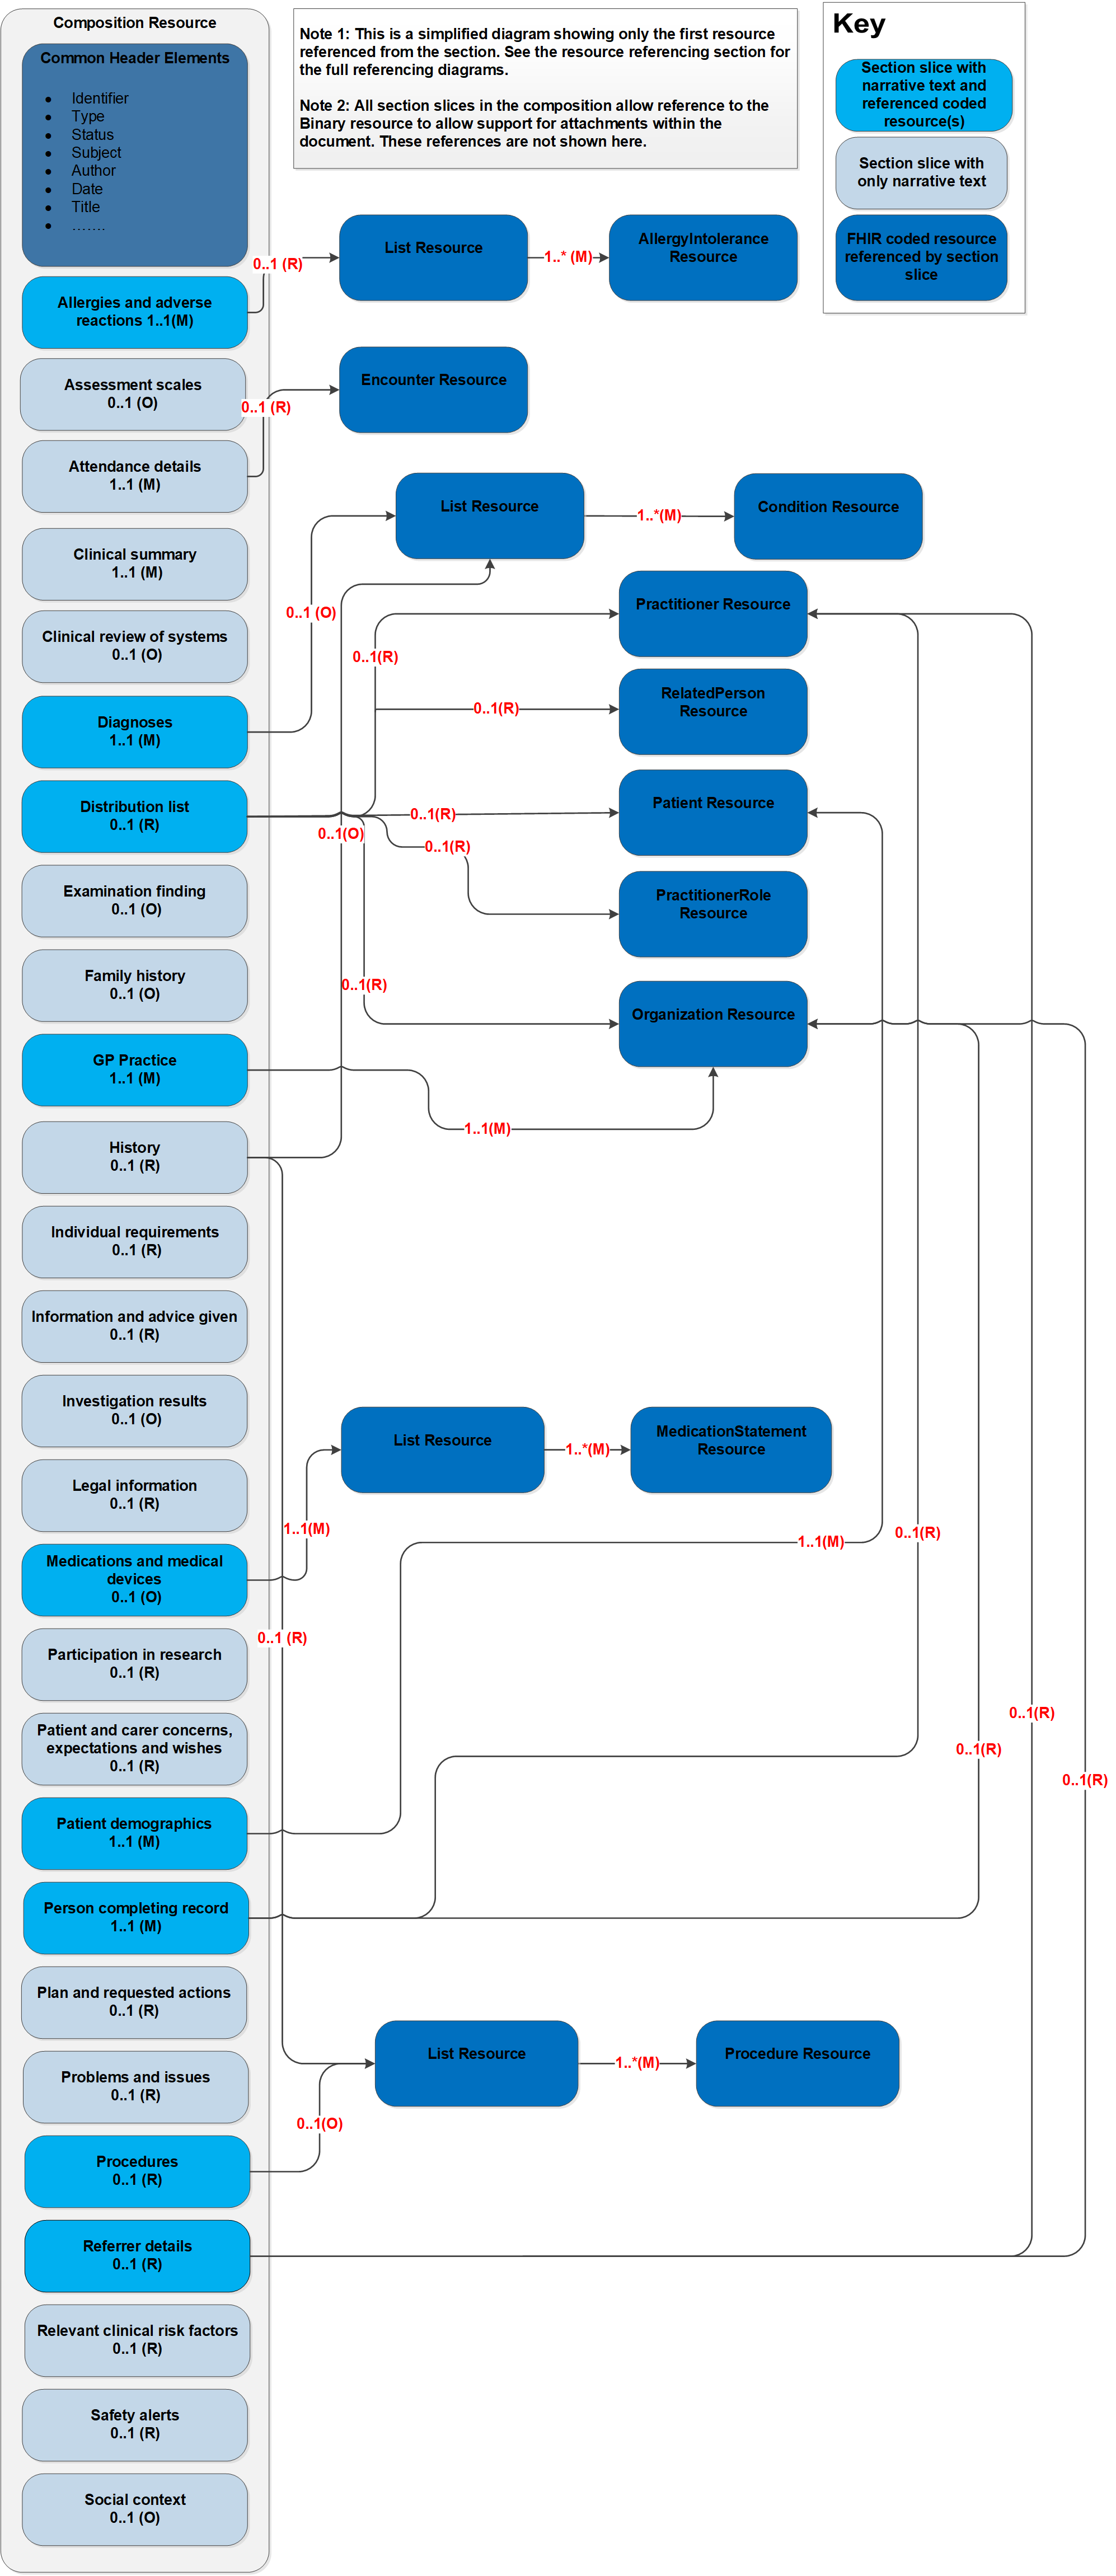 Composition Resource
Common Header Elements
● Identifier
● Type
● Status
● Subject
● Author
● Date
● Title
● .......
Note 1: This is a simplified diagram showing only the first resource
referenced from the section. See the resource referencing section for
the full referencing diagrams.
Note 2: All section slices in the composition allow reference to the
Binary resource to allow support for attachments within the
document. These references are not shown here.
Key
Section slice with
narrative text and
referenced coded
resource(s)
Section slice with
only narrative text
FHIR coded resource
referenced by section
slice
Allergies and adverse
reactions 1..1(M)
0..1 (R)
List Resource
1..* (M)
AllergyIntolerance
Resource
Assessment scales
0..1 (O)
0..1 (R)
Encounter Resource
Attendance details
1..1 (M)
List Resource
1..*(M)
Condition Resource
Clinical summary
1..1 (M)
Clinical review of systems
0..1 (O)
0..1 (O)
Practitioner Resource
0..1(R)
RelatedPerson
Resource
0..1(R)
Diagnoses
1..1 (M)
Distribution list
0..1 (R)
0..1(O)
0..1(R)
Patient Resource
0..1(R)
PractitionerRole
Resource
Examination finding
0..1 (O)
Family history
0..1 (O)
0..1(R)
Organization Resource
GP Practice
1..1 (M)
1..1(M)
History
0..1 (R)
Individual requirements
0..1 (R)
Information and advice given
0..1 (R)
Investigation results
0..1 (O)
List Resource
1..*(M)
MedicationStatement
Resource
Legal information
0..1 (R)
1..1(M)
1..1(M)
0..1(R)
Medications and medical
devices
0..1 (O)
0..1 (R)
Participation in research
0..1 (R)
Patient and carer concerns,
expectations and wishes
0..1 (R)
0..1(R)
0..1(R)
0..1(R)
Patient demographics
1..1 (M)
Person completing record
1..1 (M)
Plan and requested actions
0..1 (R)
List Resource
1..*(M)
Procedure Resource
Problems and issues
0..1 (R)
0..1(O)
Procedures
0..1 (R)
Referrer details
0..1 (R)
Relevant clinical risk factors
0..1 (R)
Safety alerts
0..1 (R)
Social context
0..1 (O)